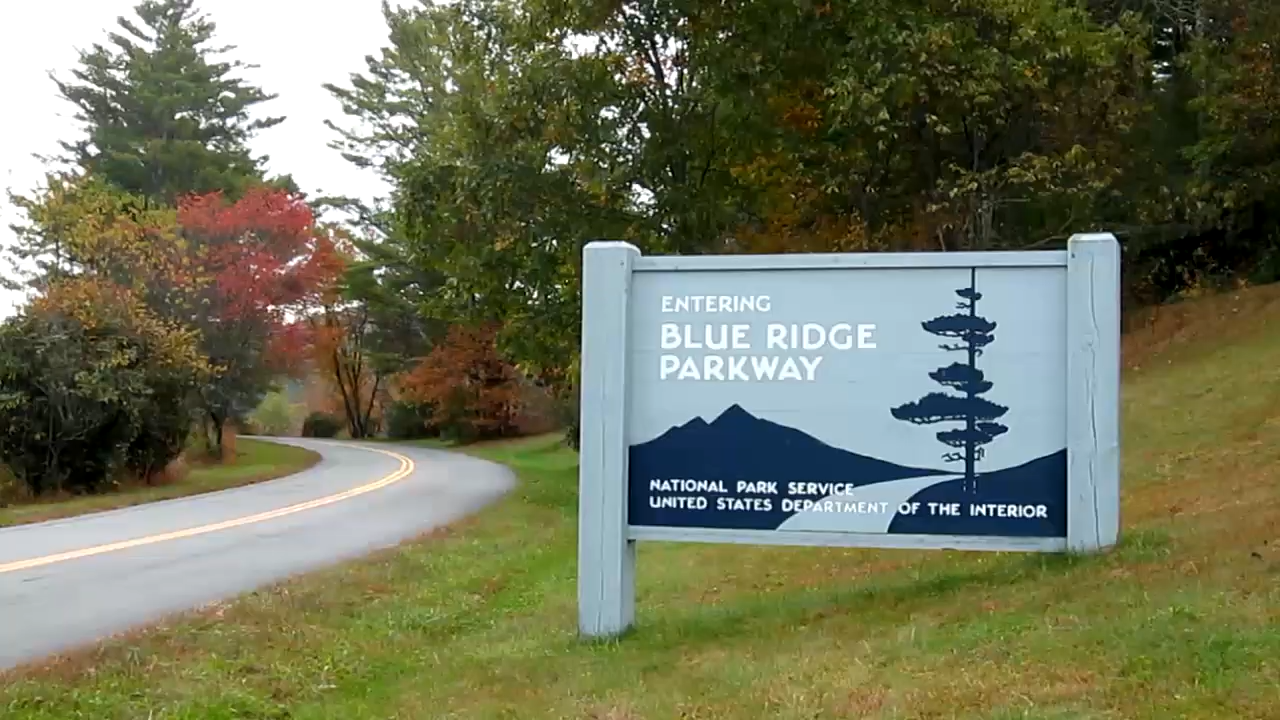 ENTERING
BLUE RIDGE
PARKWAY
NATIONAL PARK SERVICE
UNITED STATES DEPARTMENT OF THE INTERIOR